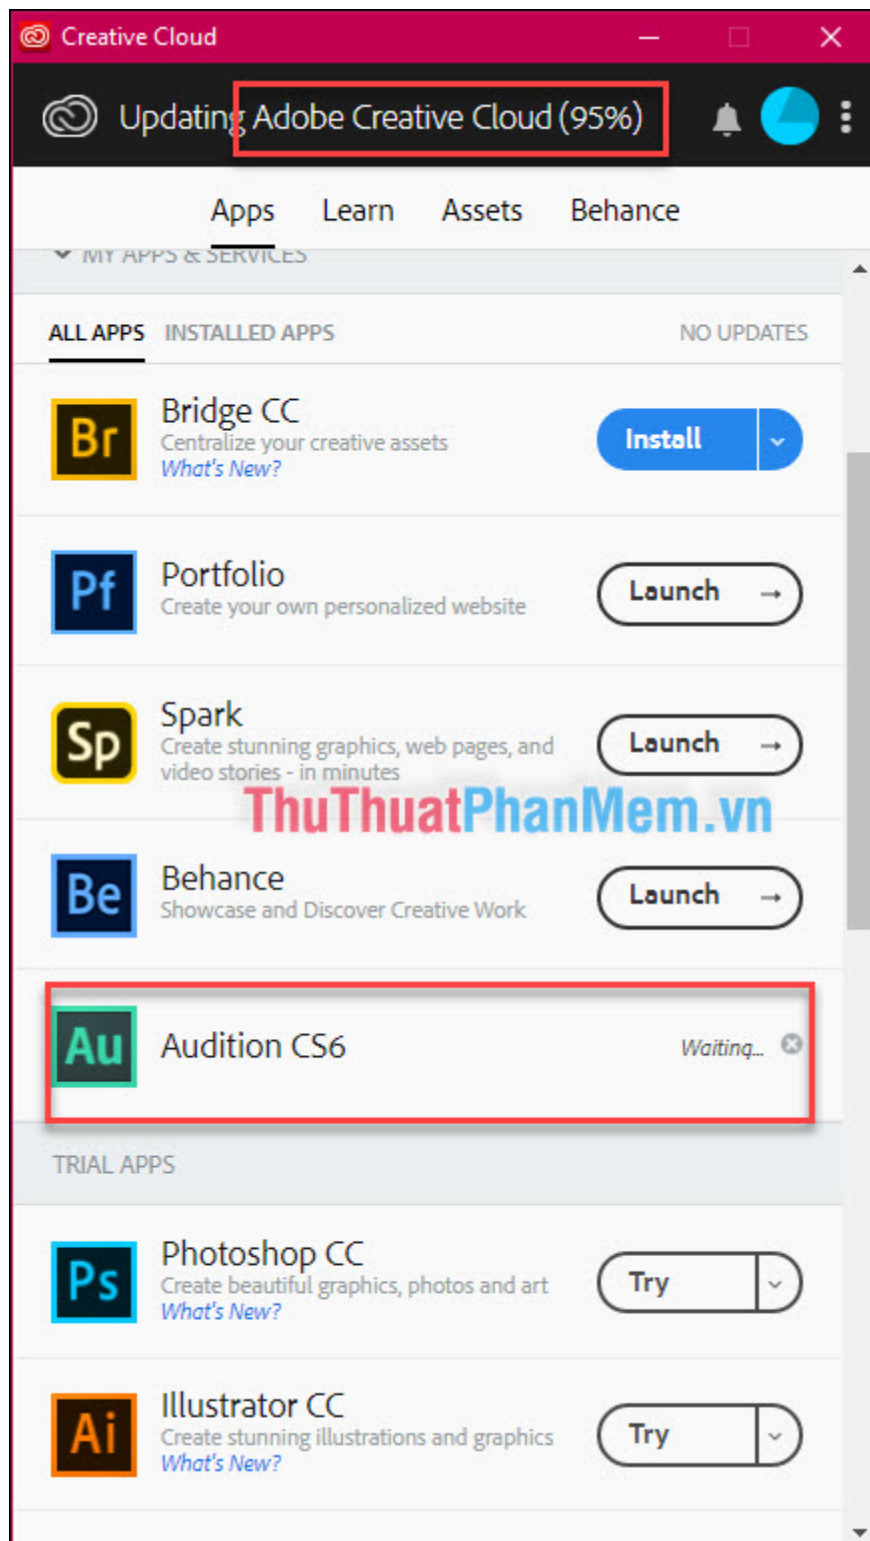 Creative Cloud
Updating Adobe Creative Cloud (95%)
Apps Learn Assets Behance
MY APPS & SERVICES
ALL APPS INSTALLED APPS NO UPDATES
Br
Bridge CC
Centralize your creative assets
What's New?
Install
Pf
Portfolio
Create your own personalized website
Launch →
Sp
Spark
Create stunning graphics, web pages, and
video stories - in minutes
Launch →
ThuThuatPhanMem.vn
Be
Behance
Showcase and Discover Creative Work
Launch →
Au
Audition CS6
Waiting...
TRIAL APPS
Ps
Photoshop CC
Create beautiful graphics, photos and art
What's New?
Try
Ai
Illustrator CC
Create stunning illustrations and graphics
What's New?
Try